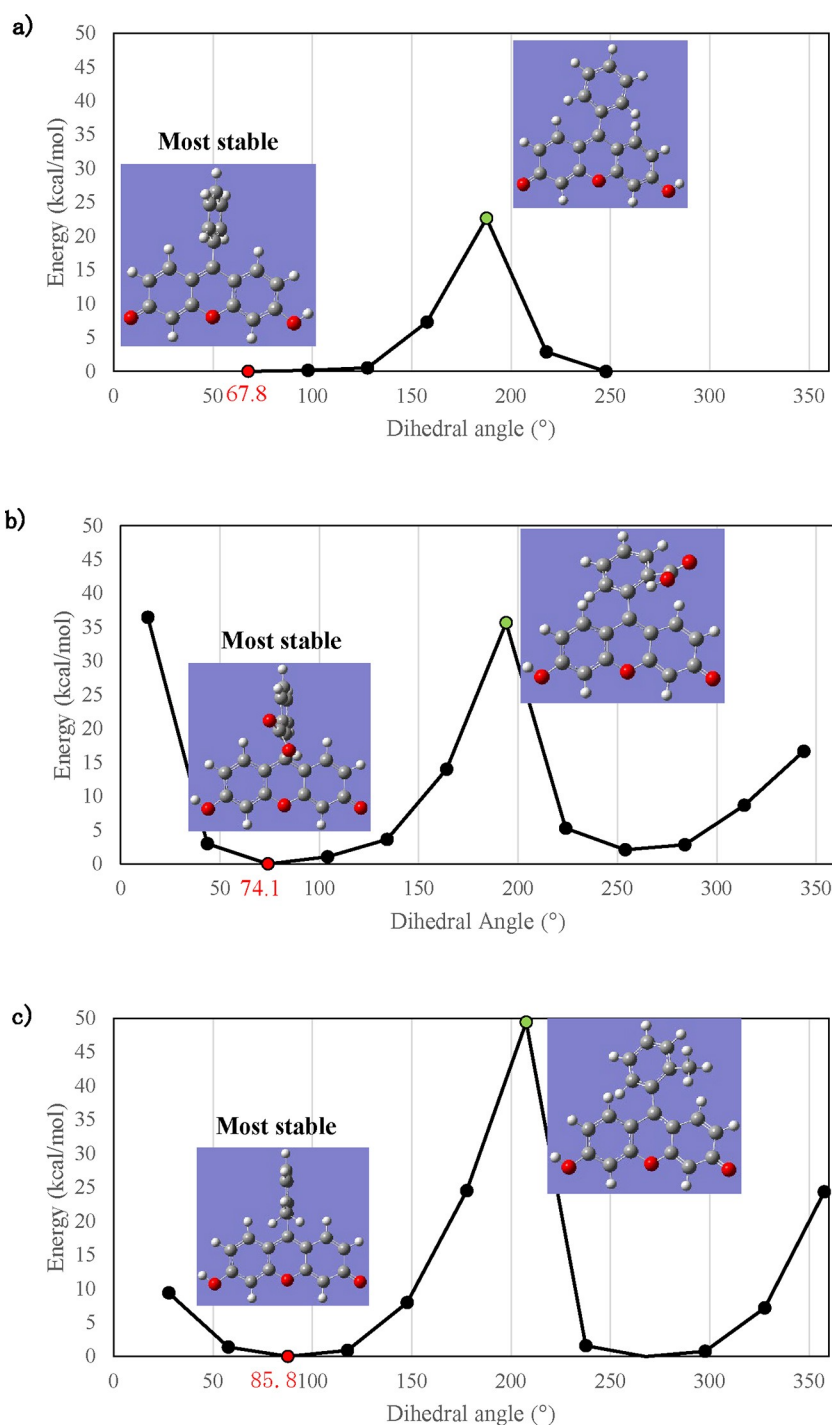 a)
50
45
40
35
30
25
20
15
10
5
0
Energy (kcal/mol)
Most stable
67.8
0 50 100 150 200 250 300 350
Dihedral angle (°)
b)
50
45
40
35
30
25
20
15
10
5
0
Energy (kcal/mol)
Most stable
74.1
0 50 100 150 200 250 300 350
Dihedral Angle (°)
c)
50
45
40
35
30
25
20
15
10
5
0
Energy (kcal/mol)
Most stable
85.8
0 50 100 150 200 250 300 350
Dihedral angle (°)